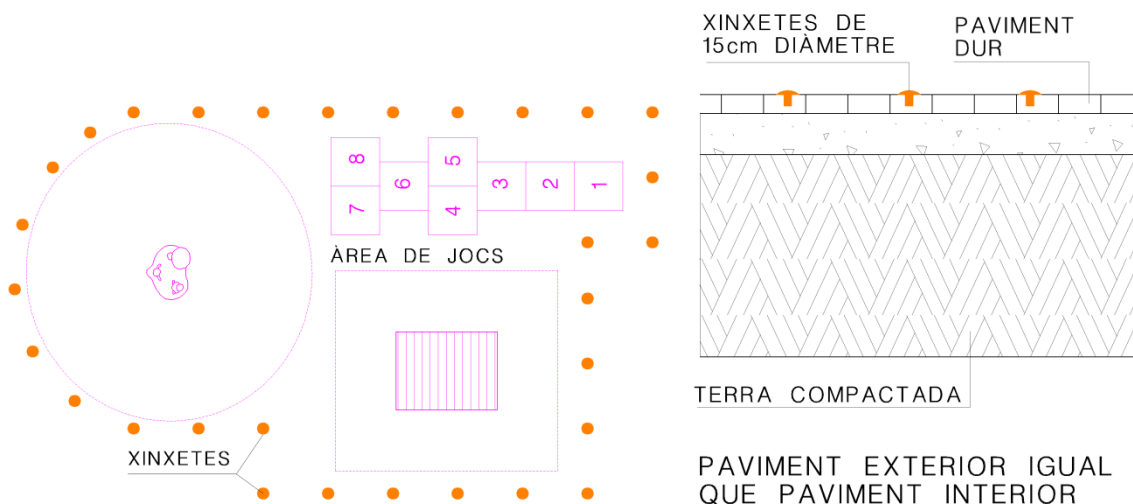 8
5
6
3
2
1
7
4
ÀREA DE JOCS
XINXETES
XINXETES DE
15cm DIÀMETRE
PAVIMENT
DUR
TERRA COMPACTADA
PAVIMENT EXTERIOR IGUAL
QUE PAVIMENT INTERIOR